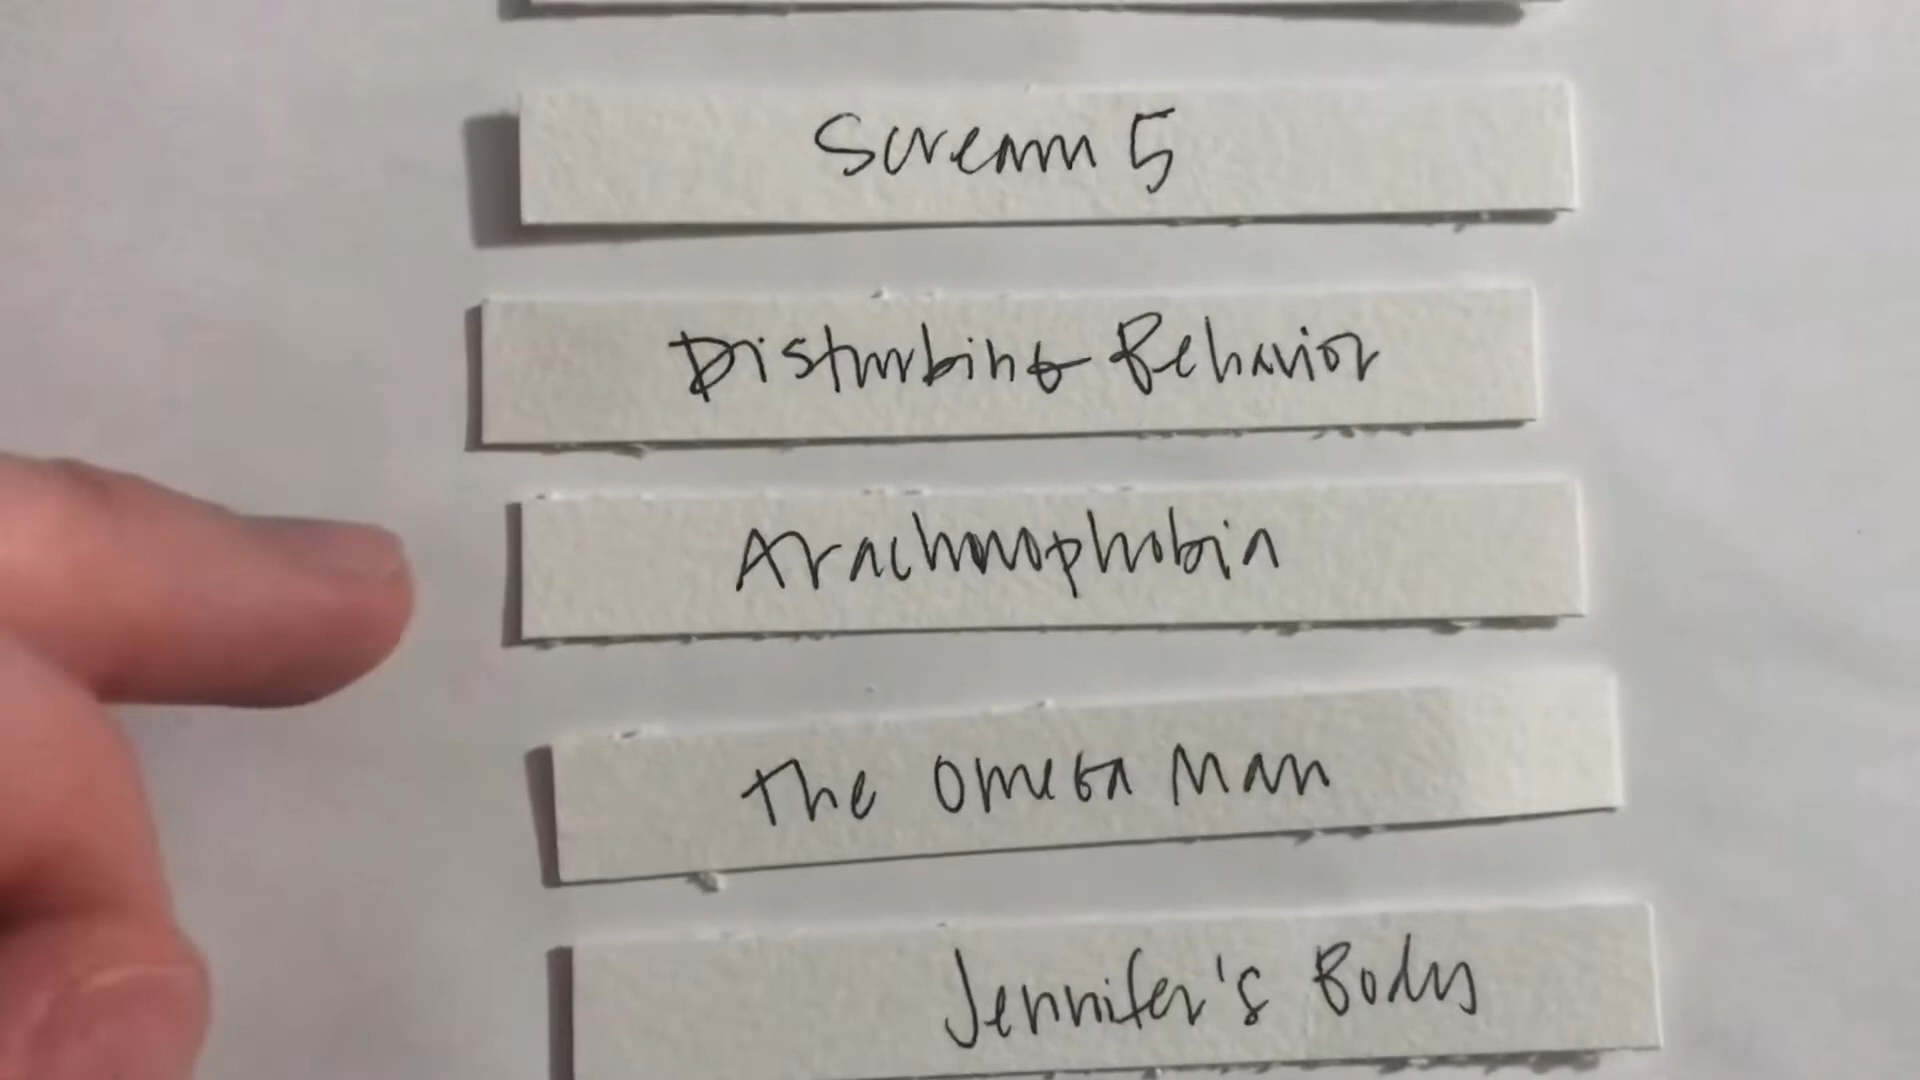 Scream 5
Disturbing Behavior
Arachnophobia
The Omega Man
Jennifer's Body